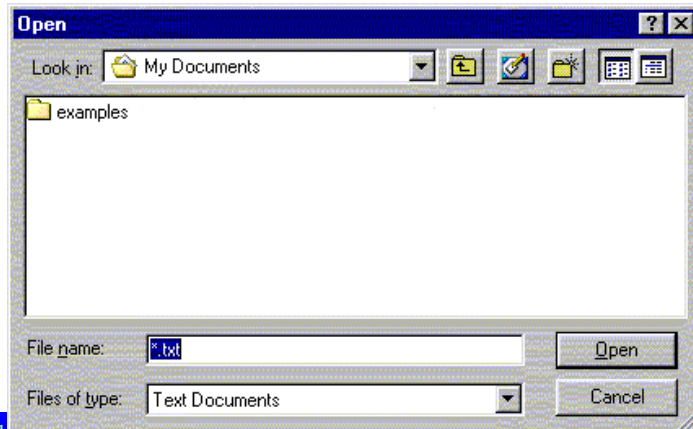 Open
Look in: My Documents
examples
File name: *.txt Open
Files of type: Text Documents Cancel